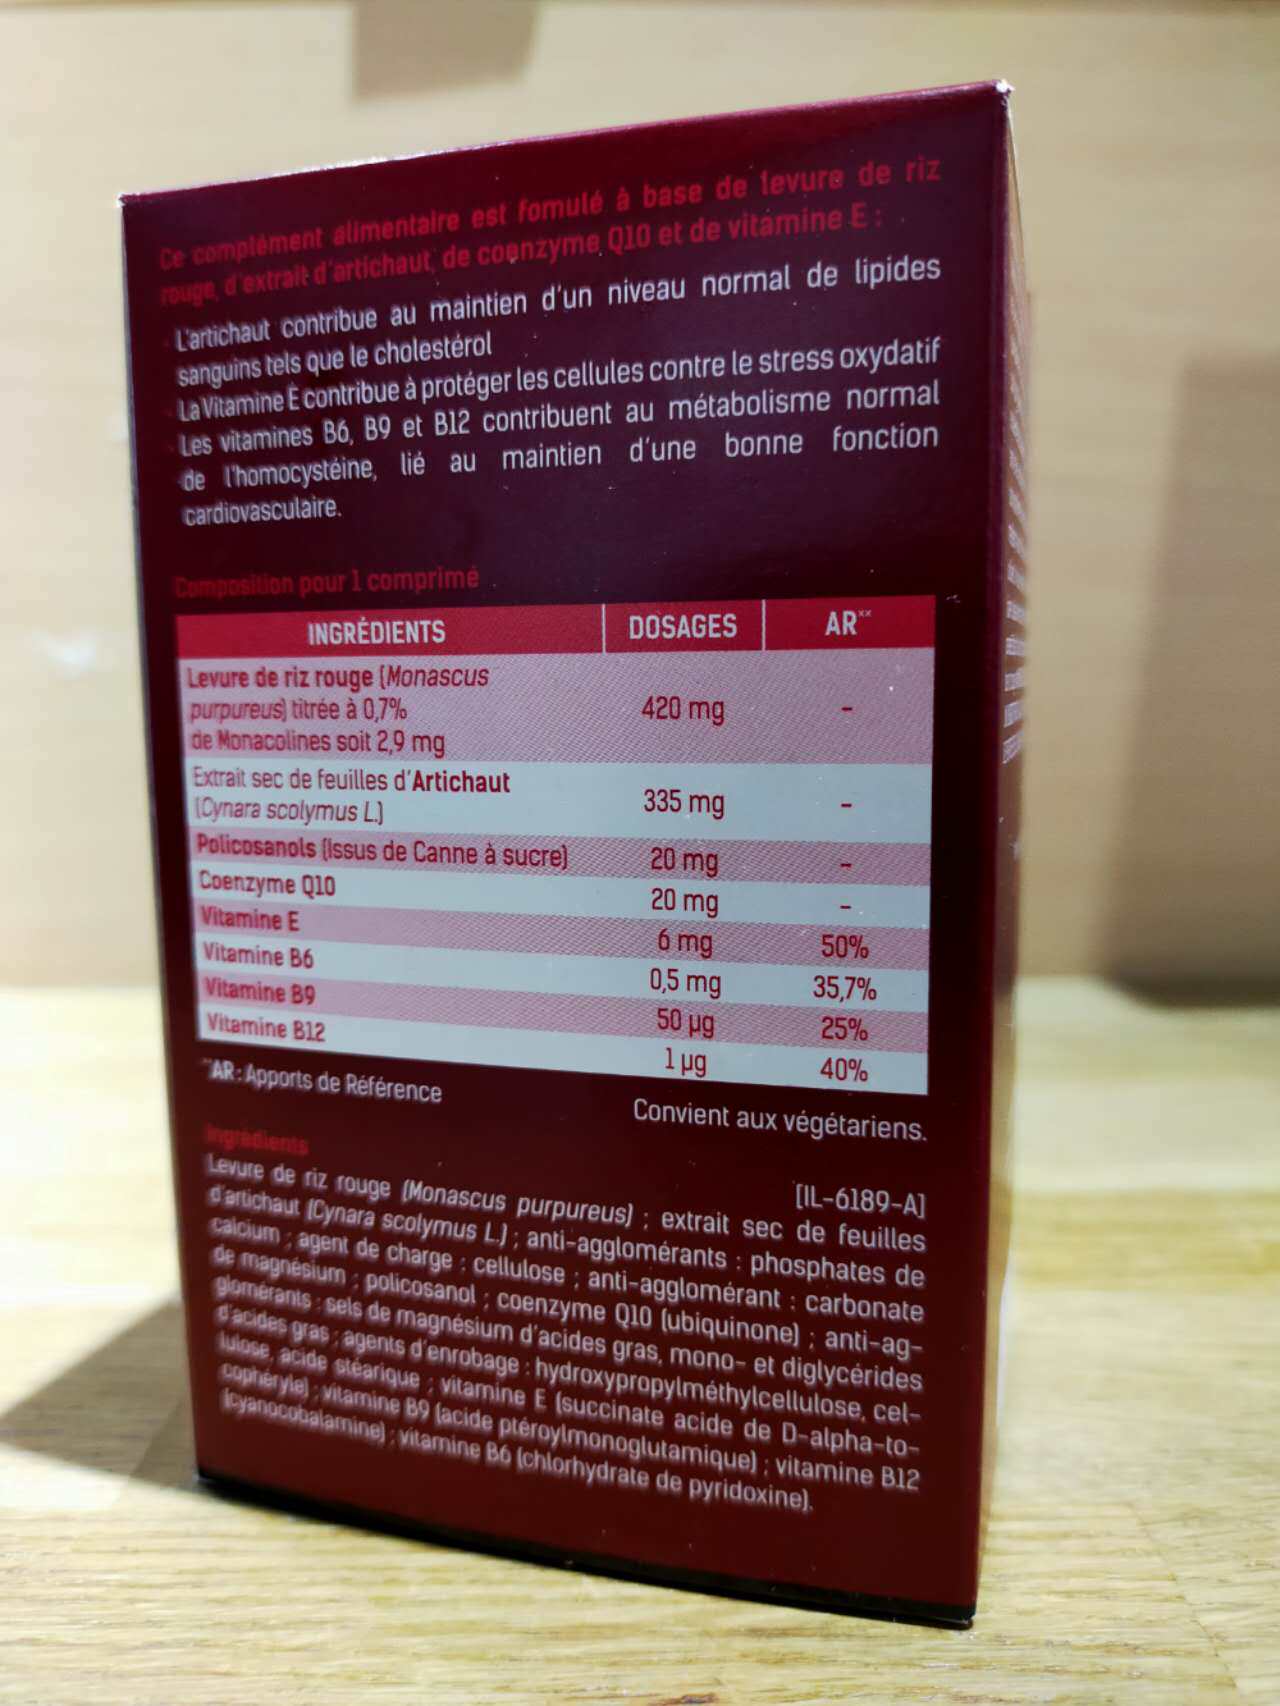 Ce complément alimentaire est fomulé à base de levure de riz
rouge, d'extrait d'artichaut, de coenzyme Q10 et de vitamine E :
L'artichaut contribue au maintien d'un niveau normal de lipides
sanguins tels que le cholestérol
La Vitamine E contribue à protéger les cellules contre le stress oxydatif
Les vitamines B6, B9 et B12 contribuent au métabolisme normal
de l'homocystéine, lié au maintien d'une bonne fonction
cardiovasculaire.
Composition pour 1 comprimé
INGRÉDIENTS DOSAGES AR**
Levure de riz rouge (Monascus
purpureus) titrée à 0,7% 420 mg -
de Monacolines soit 2,9 mg
Extrait sec de feuilles d'Artichaut
(Cynara scolymus L.) 335 mg -
Policosanols (Issus de Canne à sucre) 20 mg -
Coenzyme Q10 20 mg -
Vitamine E 6 mg 50%
Vitamine B6 0,5 mg 35,7%
Vitamine B9 50 µg 25%
Vitamine B12 1 µg 40%
**AR : Apports de Référence
Convient aux végétariens.
Ingrédients
[IL-6189-A]
Levure de riz rouge (Monascus purpureus) ; extrait sec de feuilles
d'artichaut (Cynara scolymus L.) ; anti-agglomérants : phosphates de
calcium ; agent de charge : cellulose ; anti-agglomérant : carbonate
de magnésium ; policosanol ; coenzyme Q10 (ubiquinone) ; anti-ag-
glomérants : sels de magnésium d'acides gras, mono- et diglycérides
d'acides gras ; agents d'enrobage : hydroxypropylméthylcellulose, cel-
lulose, acide stéarique ; vitamine E (succinate acide de D-alpha-to-
cophéryle) ; vitamine B9 (acide ptéroylmonoglutamique) ; vitamine B12
(cyanocobalamine) ; vitamine B6 (chlorhydrate de pyridoxine).